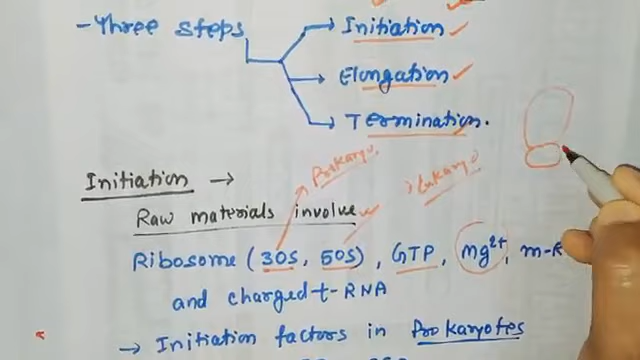 -Three steps
Initiation
Elongation
Termination.
Initiation →
Prokaryo.
Eukaryo
Raw materials involve
Ribosome (30S, 50S), GTP, mg2+, m-R
and charged t-RNA
→ Initiation factors in Prokaryotes